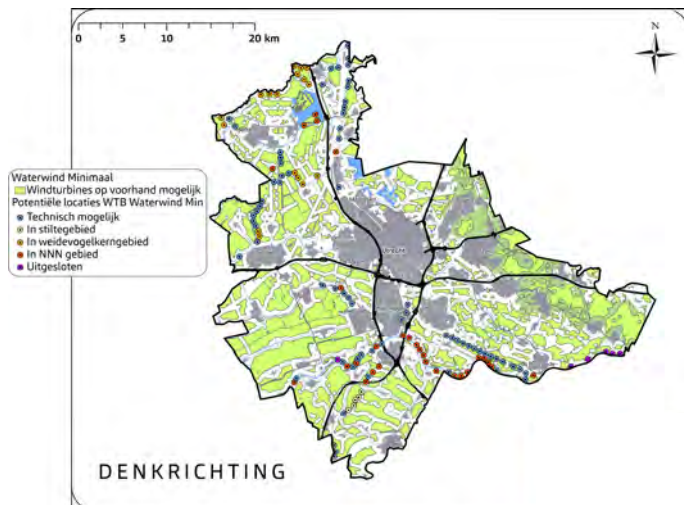 0 5 10 20 km
N
Waterwind Minimaal
Windturbines op voorhand mogelijk
Potentiële locaties WTB Waterwind Min
Technisch mogelijk
In stiltegebied
In weidevogelkerngebied
In NNN gebied
Uitgesloten
Utrecht
DENKRICHTING